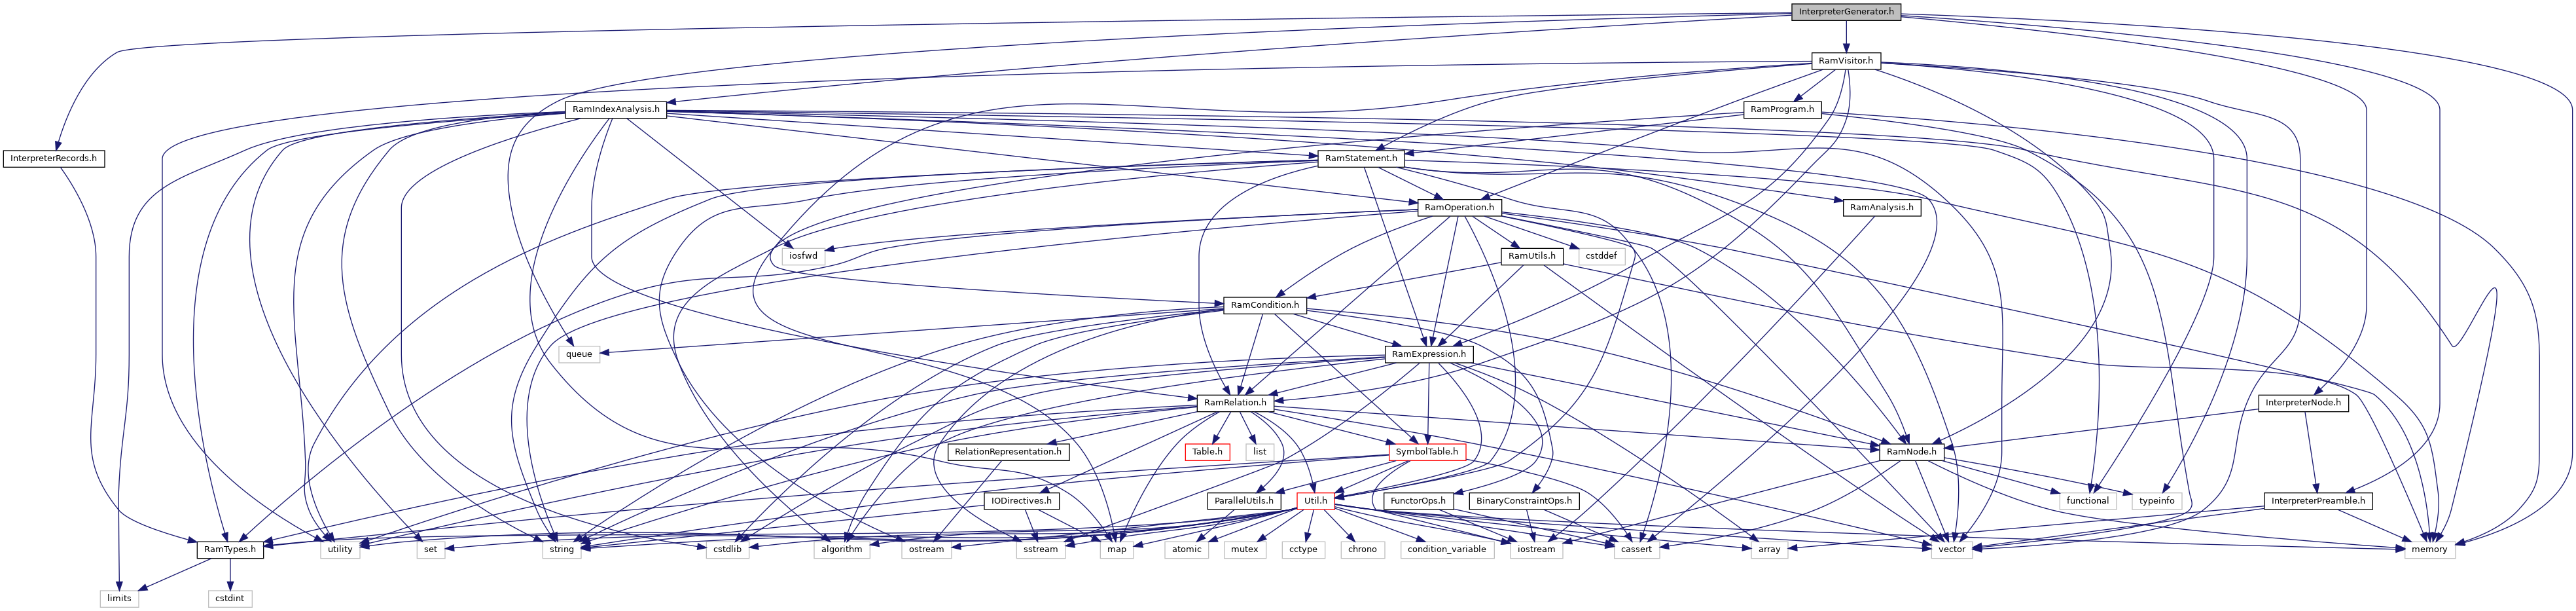 InterpreterGenerator.h
RamVisitor.h
RamIndexAnalysis.h
RamProgram.h
InterpreterRecords.h
RamStatement.h
RamOperation.h
RamAnalysis.h
iosfwd
RamUtils.h
cstddef
RamCondition.h
queue
RamExpression.h
RamRelation.h
InterpreterNode.h
RelationRepresentation.h
Table.h
list
SymbolTable.h
RamNode.h
IODirectives.h
ParallelUtils.h
Util.h
FunctorOps.h
BinaryConstraintOps.h
functional
typeinfo
InterpreterPreamble.h
RamTypes.h
utility
set
string
cstdlib
algorithm
ostream
sstream
map
atomic
mutex
cctype
chrono
condition_variable
iostream
cassert
array
vector
memory
limits
cstdint